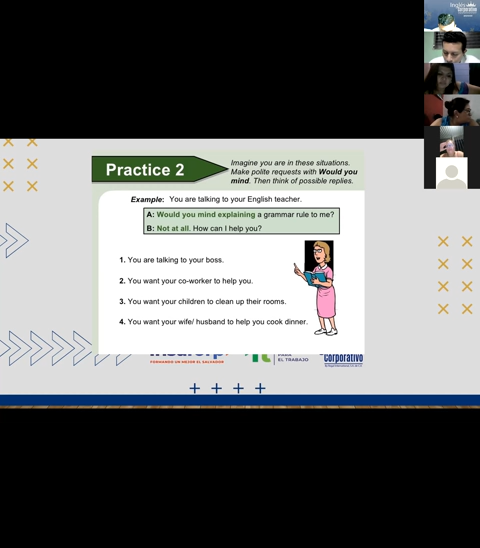 Inglés
Corporativo
Practice 2
Imagine you are in these situations.
Make polite requests with Would you
mind. Then think of possible replies.
Example: You are talking to your English teacher.
A: Would you mind explaining a grammar rule to me?
B: Not at all. How can I help you?
1. You are talking to your boss.
2. You want your co-worker to help you.
3. You want your children to clean up their rooms.
4. You want your wife/ husband to help you cook dinner.
FORMANDO UN MEJOR EL SALVADOR
EL TRABAJO
Corporativo